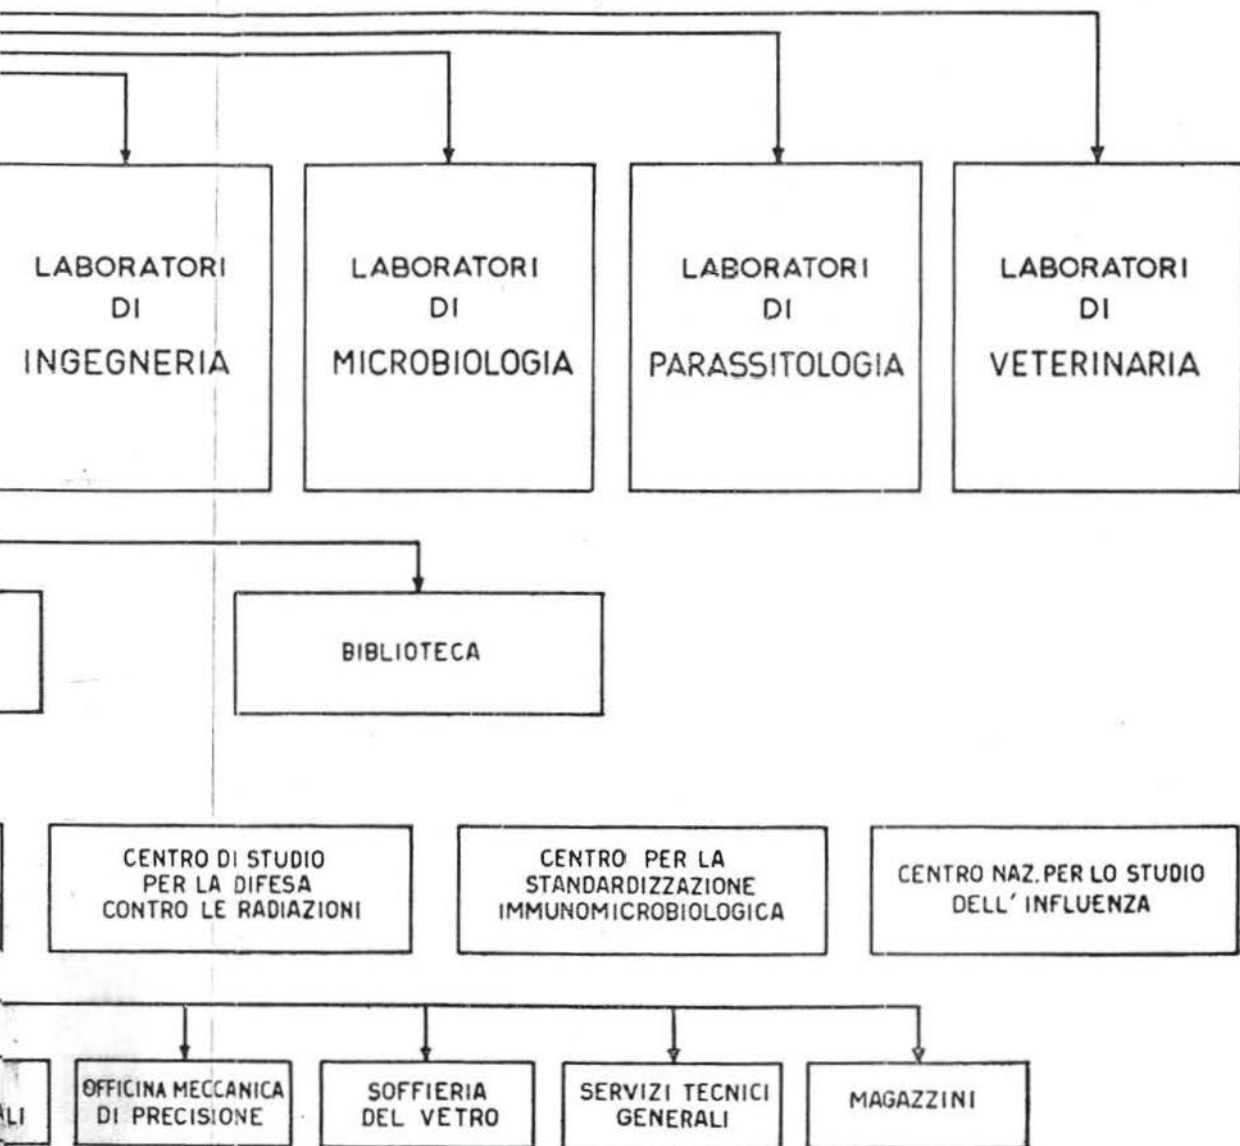 LABORATORI
DI
INGEGNERIA
LABORATORI
DI
MICROBIOLOGIA
LABORATORI
DI
PARASSITOLOGIA
LABORATORI
DI
VETERINARIA
BIBLIOTECA
CENTRO DI STUDIO
PER LA DIFESA
CONTRO LE RADIAZIONI
CENTRO PER LA
STANDARDIZZAZIONE
IMMUNOMICROBIOLOGICA
CENTRO NAZ. PER LO STUDIO
DELL' INFLUENZA
OFFICINA MECCANICA
DI PRECISIONE
SOFFIERIA
DEL VETRO
SERVIZI TECNICI
GENERALI
MAGAZZINI